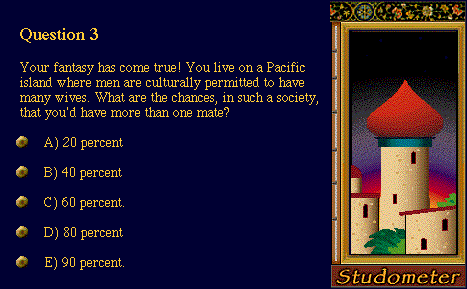 Question 3
Your fantasy has come true! You live on a Pacific
island where men are culturally permitted to have
many wives. What are the chances, in such a society,
that you'd have more than one mate?
A) 20 percent
B) 40 percent
C) 60 percent.
D) 80 percent
E) 90 percent.
Studometer